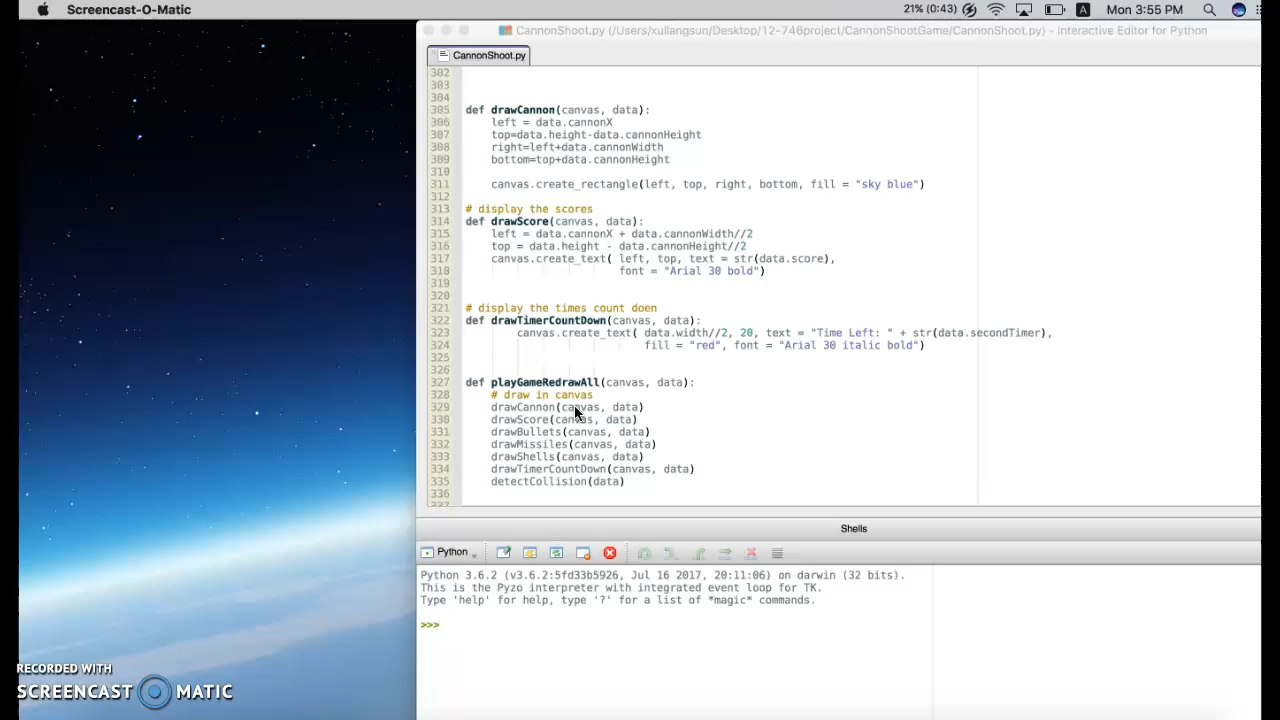 Screencast-O-Matic
21% (0:43)
A
Mon 3:55 PM
CannonShoot.py (/Users/xuliangsun/Desktop/12-746project/CannonShootGame/CannonShoot.py) - Interactive Editor for Python
CannonShoot.py
302
303
304
305 def drawCannon(canvas, data):
306 left = data.cannonX
307 top=data.height-data.cannonHeight
308 right=left+data.cannonWidth
309 bottom=top+data.cannonHeight
310
311 canvas.create_rectangle(left, top, right, bottom, fill = "sky blue")
312
313 # display the scores
314 def drawScore(canvas, data):
315 left = data.cannonX + data.cannonWidth//2
316 top = data.height - data.cannonHeight//2
317 canvas.create_text( left, top, text = str(data.score),
318 font = "Arial 30 bold")
319
320
321 # display the times count doen
322 def drawTimerCountDown(canvas, data):
323 canvas.create_text( data.width//2, 20, text = "Time Left: " + str(data.secondTimer),
324 fill = "red", font = "Arial 30 italic bold")
325
326
327 def playGameRedrawAll(canvas, data):
328 # draw in canvas
329 drawCannon(canvas, data)
330 drawScore(canvas, data)
331 drawBullets(canvas, data)
332 drawMissiles(canvas, data)
333 drawShells(canvas, data)
334 drawTimerCountDown(canvas, data)
335 detectCollision(data)
336
337
Shells
Python
Python 3.6.2 (v3.6.2:5fd33b5926, Jul 16 2017, 20:11:06) on darwin (32 bits).
This is the Pyzo interpreter with integrated event loop for TK.
Type 'help' for help, type '?' for a list of *magic* commands.
>>>
RECORDED WITH
SCREENCAST MATIC